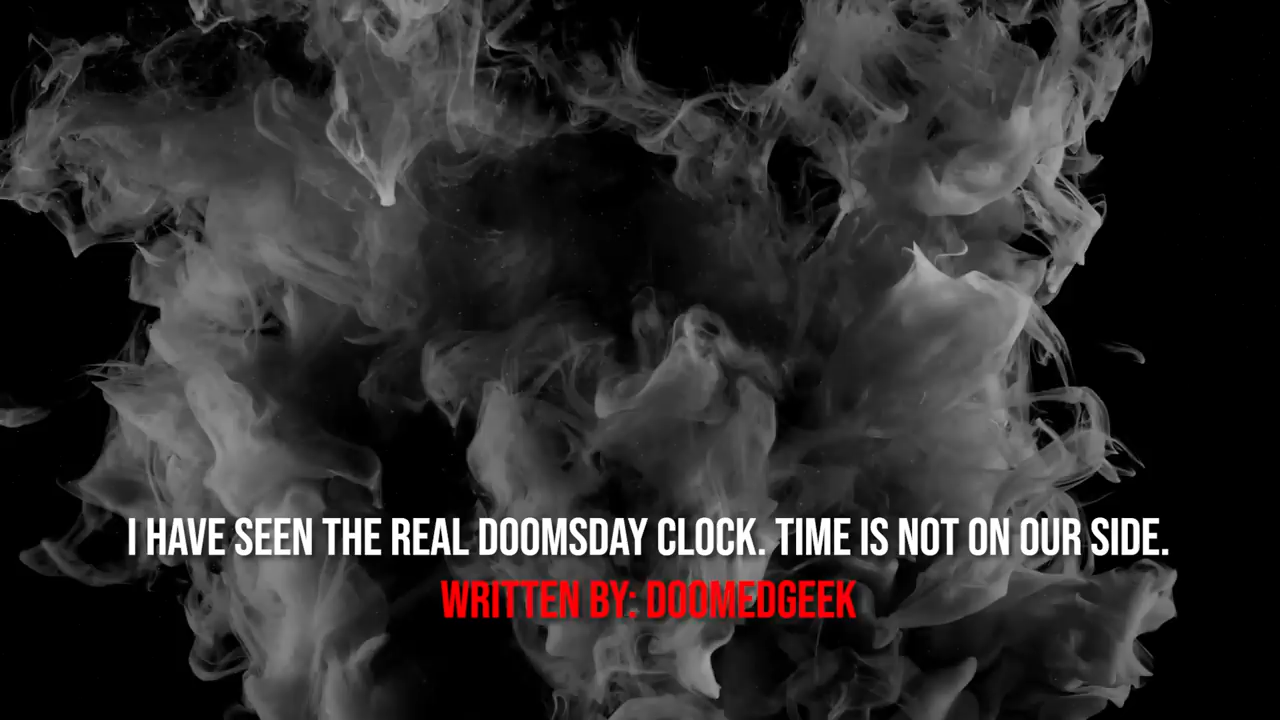 I HAVE SEEN THE REAL DOOMSDAY CLOCK. TIME IS NOT ON OUR SIDE.
WRITTEN BY: DOOMEDGEEK